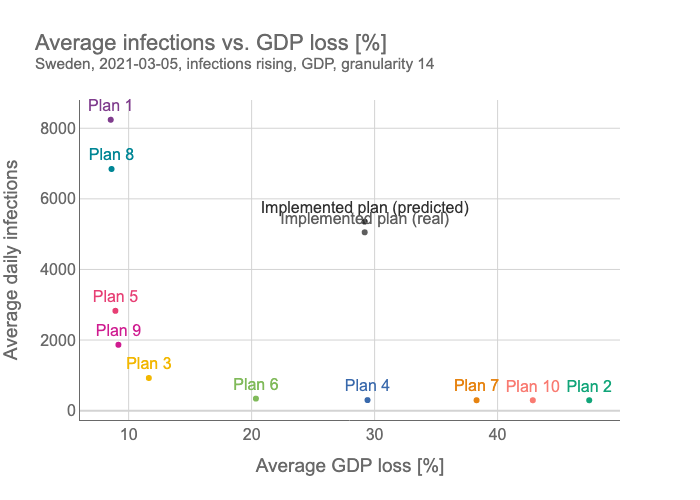 Average infections vs. GDP loss [%]
Sweden, 2021-03-05, infections rising, GDP, granularity 14
Plan 1
8000
Plan 8
6000
Implemented plan (predicted)
Implemented plan (real)
Average daily infections
4000
Plan 5
Plan 9
2000
Plan 3
Plan 6
Plan 4
Plan 7
Plan 10
Plan 2
0
10
20
30
40
Average GDP loss [%]